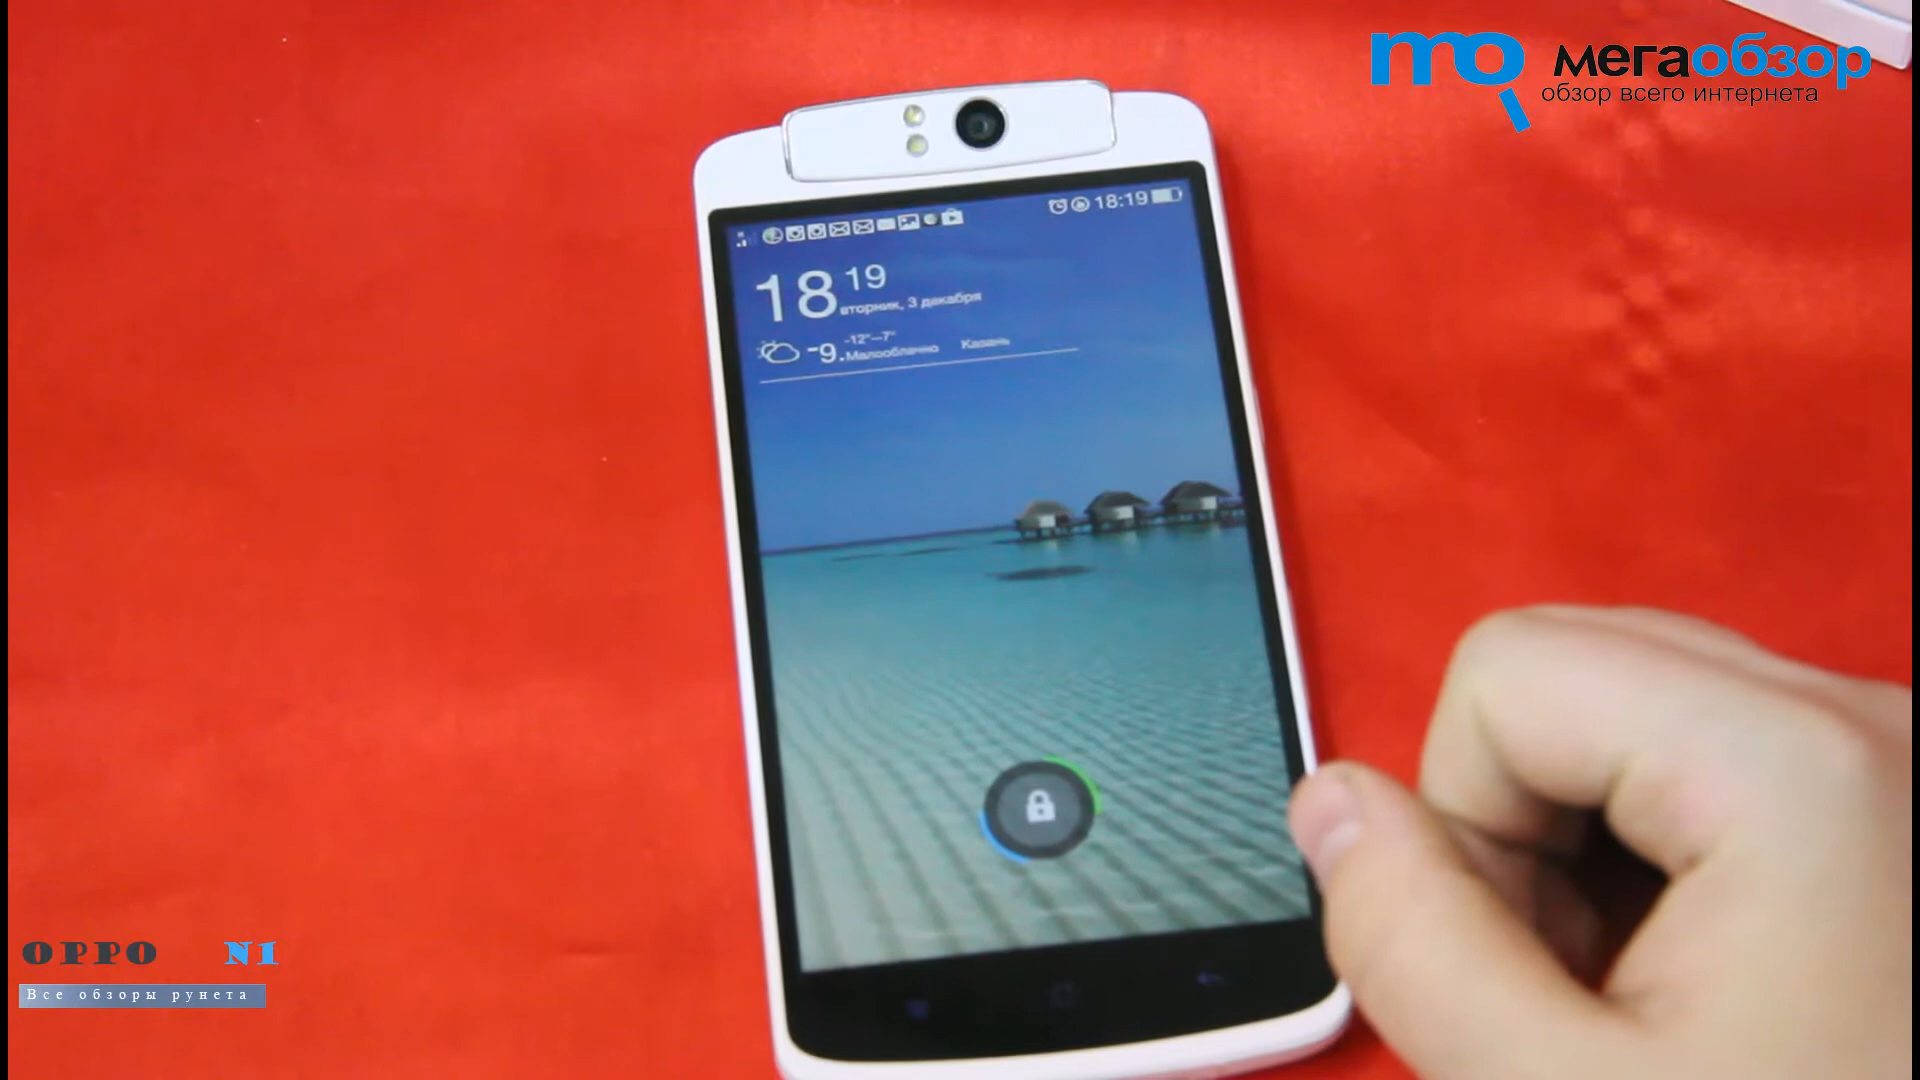 мегаобзор
обзор всего интернета
18:19
18 19
вторник, 3 декабря
-12°—-7°
-9. Малооблачно Казань
OPPO N1
Все обзоры рунета